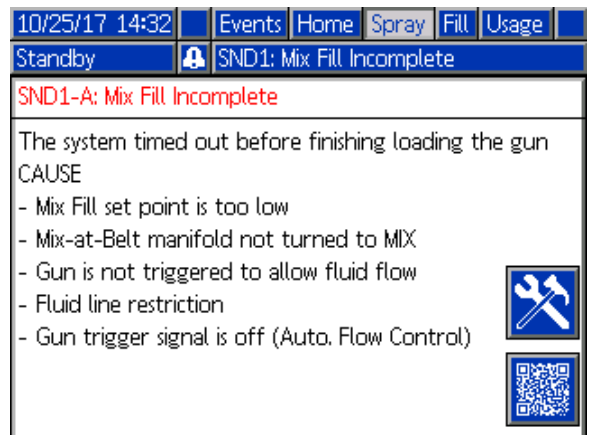 10/25/17 14:32 Events Home Spray Fill Usage
Standby SND1: Mix Fill Incomplete
SND1-A: Mix Fill Incomplete
The system timed out before finishing loading the gun
CAUSE
- Mix Fill set point is too low
- Mix-at-Belt manifold not turned to MIX
- Gun is not triggered to allow fluid flow
- Fluid line restriction
- Gun trigger signal is off (Auto. Flow Control)